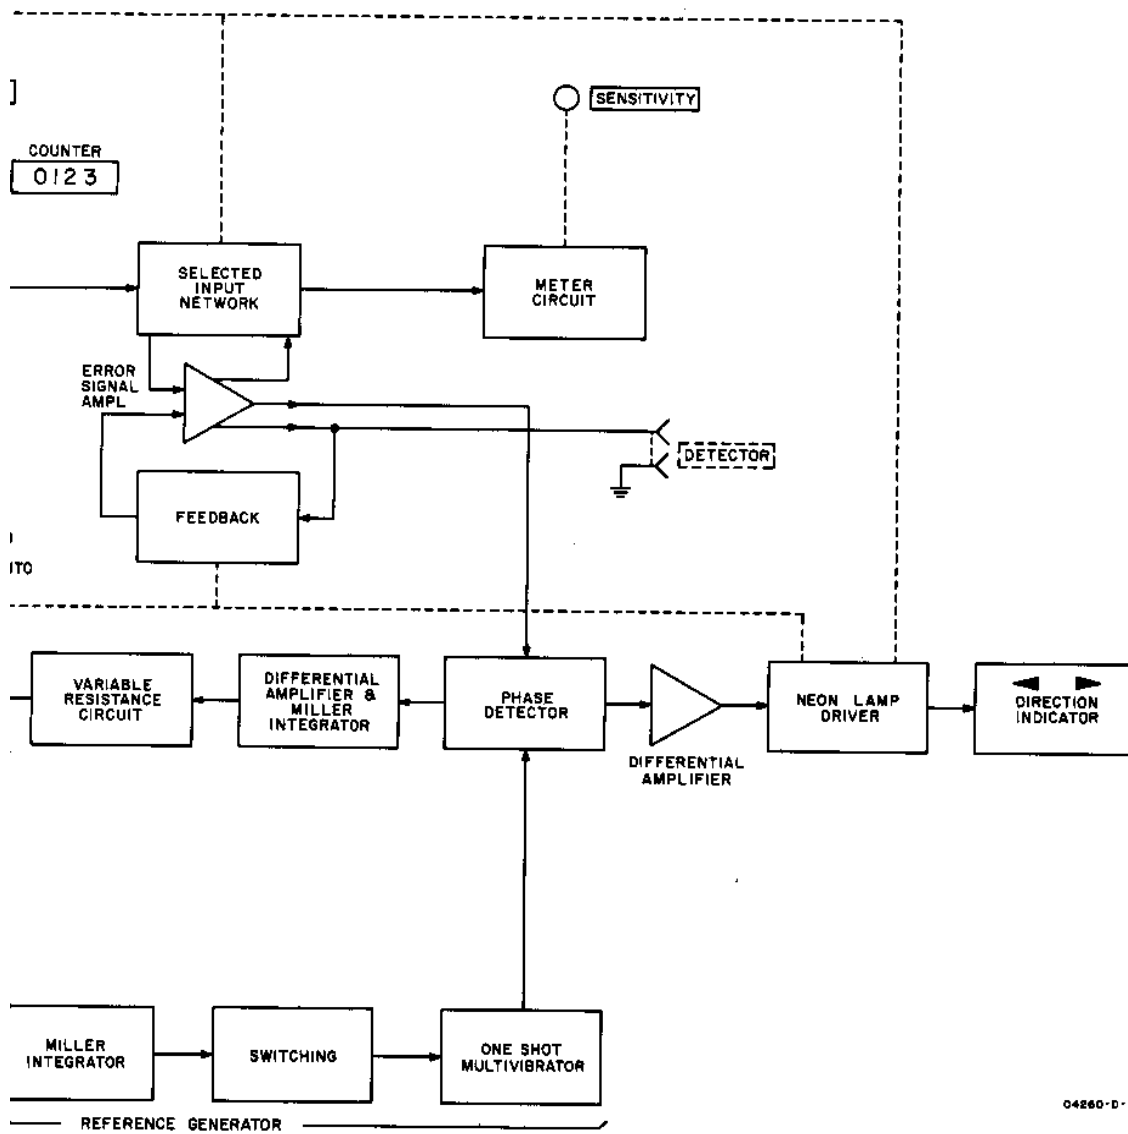 SENSITIVITY
COUNTER
0123
SELECTED
INPUT
NETWORK
METER
CIRCUIT
ERROR
SIGNAL
AMPL
DETECTOR
FEEDBACK
VARIABLE
RESISTANCE
CIRCUIT
DIFFERENTIAL
AMPLIFIER &
MILLER
INTEGRATOR
PHASE
DETECTOR
DIFFERENTIAL
AMPLIFIER
NEON LAMP
DRIVER
DIRECTION
INDICATOR
MILLER
INTEGRATOR
SWITCHING
ONE SHOT
MULTIVIBRATOR
REFERENCE GENERATOR
04260-D-